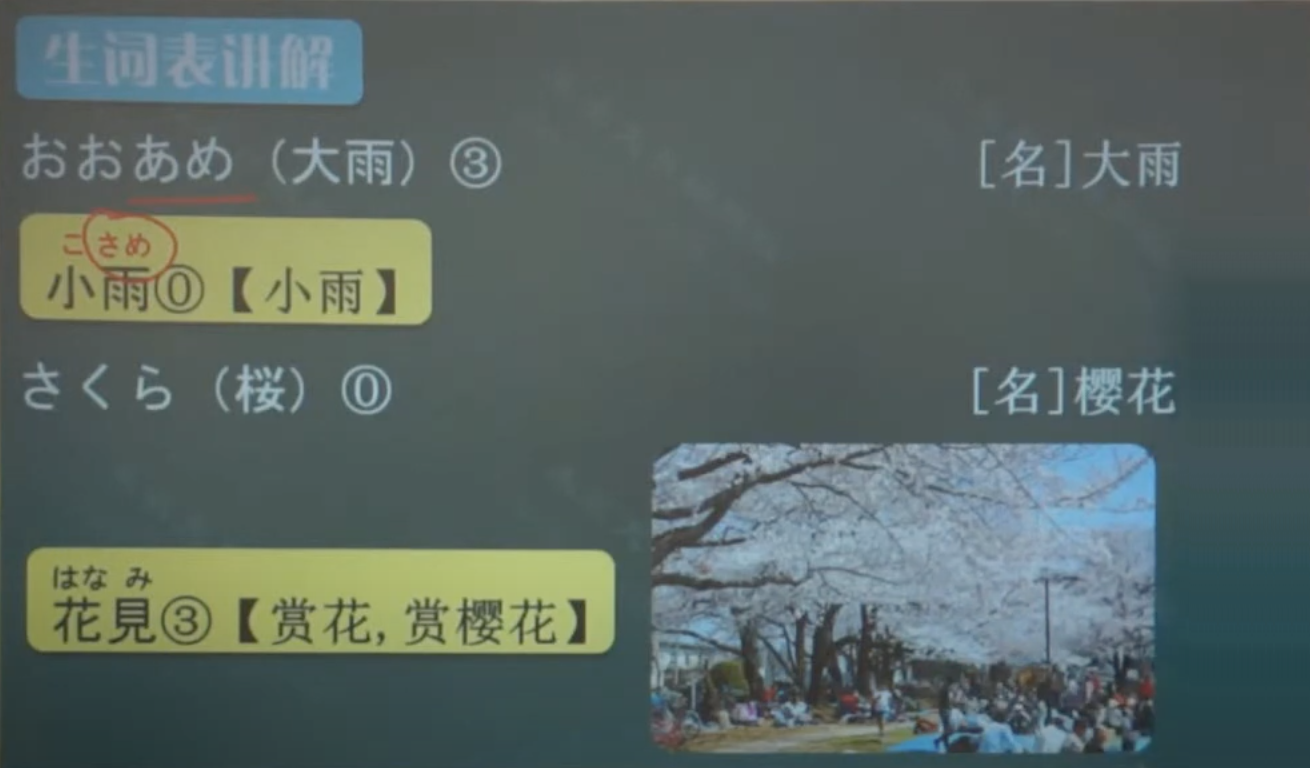 生词表讲解
おおあめ（大雨）③ [名]大雨
こさめ
小雨⓪【小雨】
さくら（桜）⓪ [名]樱花
はな み
花見③【赏花,赏樱花】